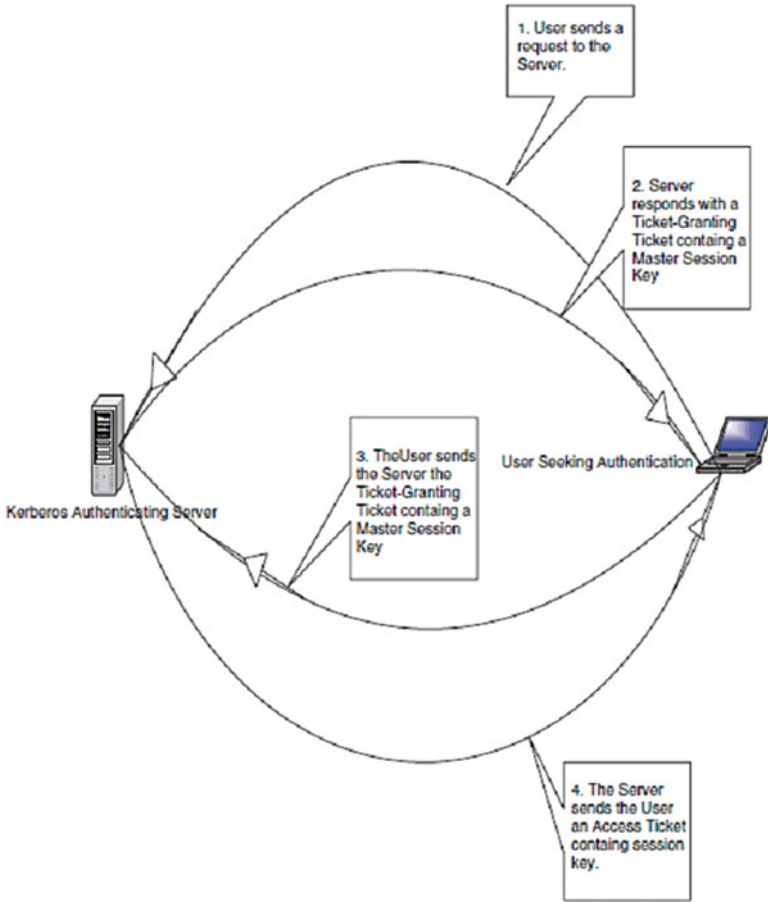 1. User sends a
request to the
Server.
2. Server
responds with a
Ticket-Granting
Ticket containg a
Master Session
Key
3. TheUser sends
the Server the
Ticket-Granting
Ticket containg a
Master Session
Key
User Seeking Authentication
Kerberos Authenticating Server
4. The Server
sends the User
an Access Ticket
containg session
key.